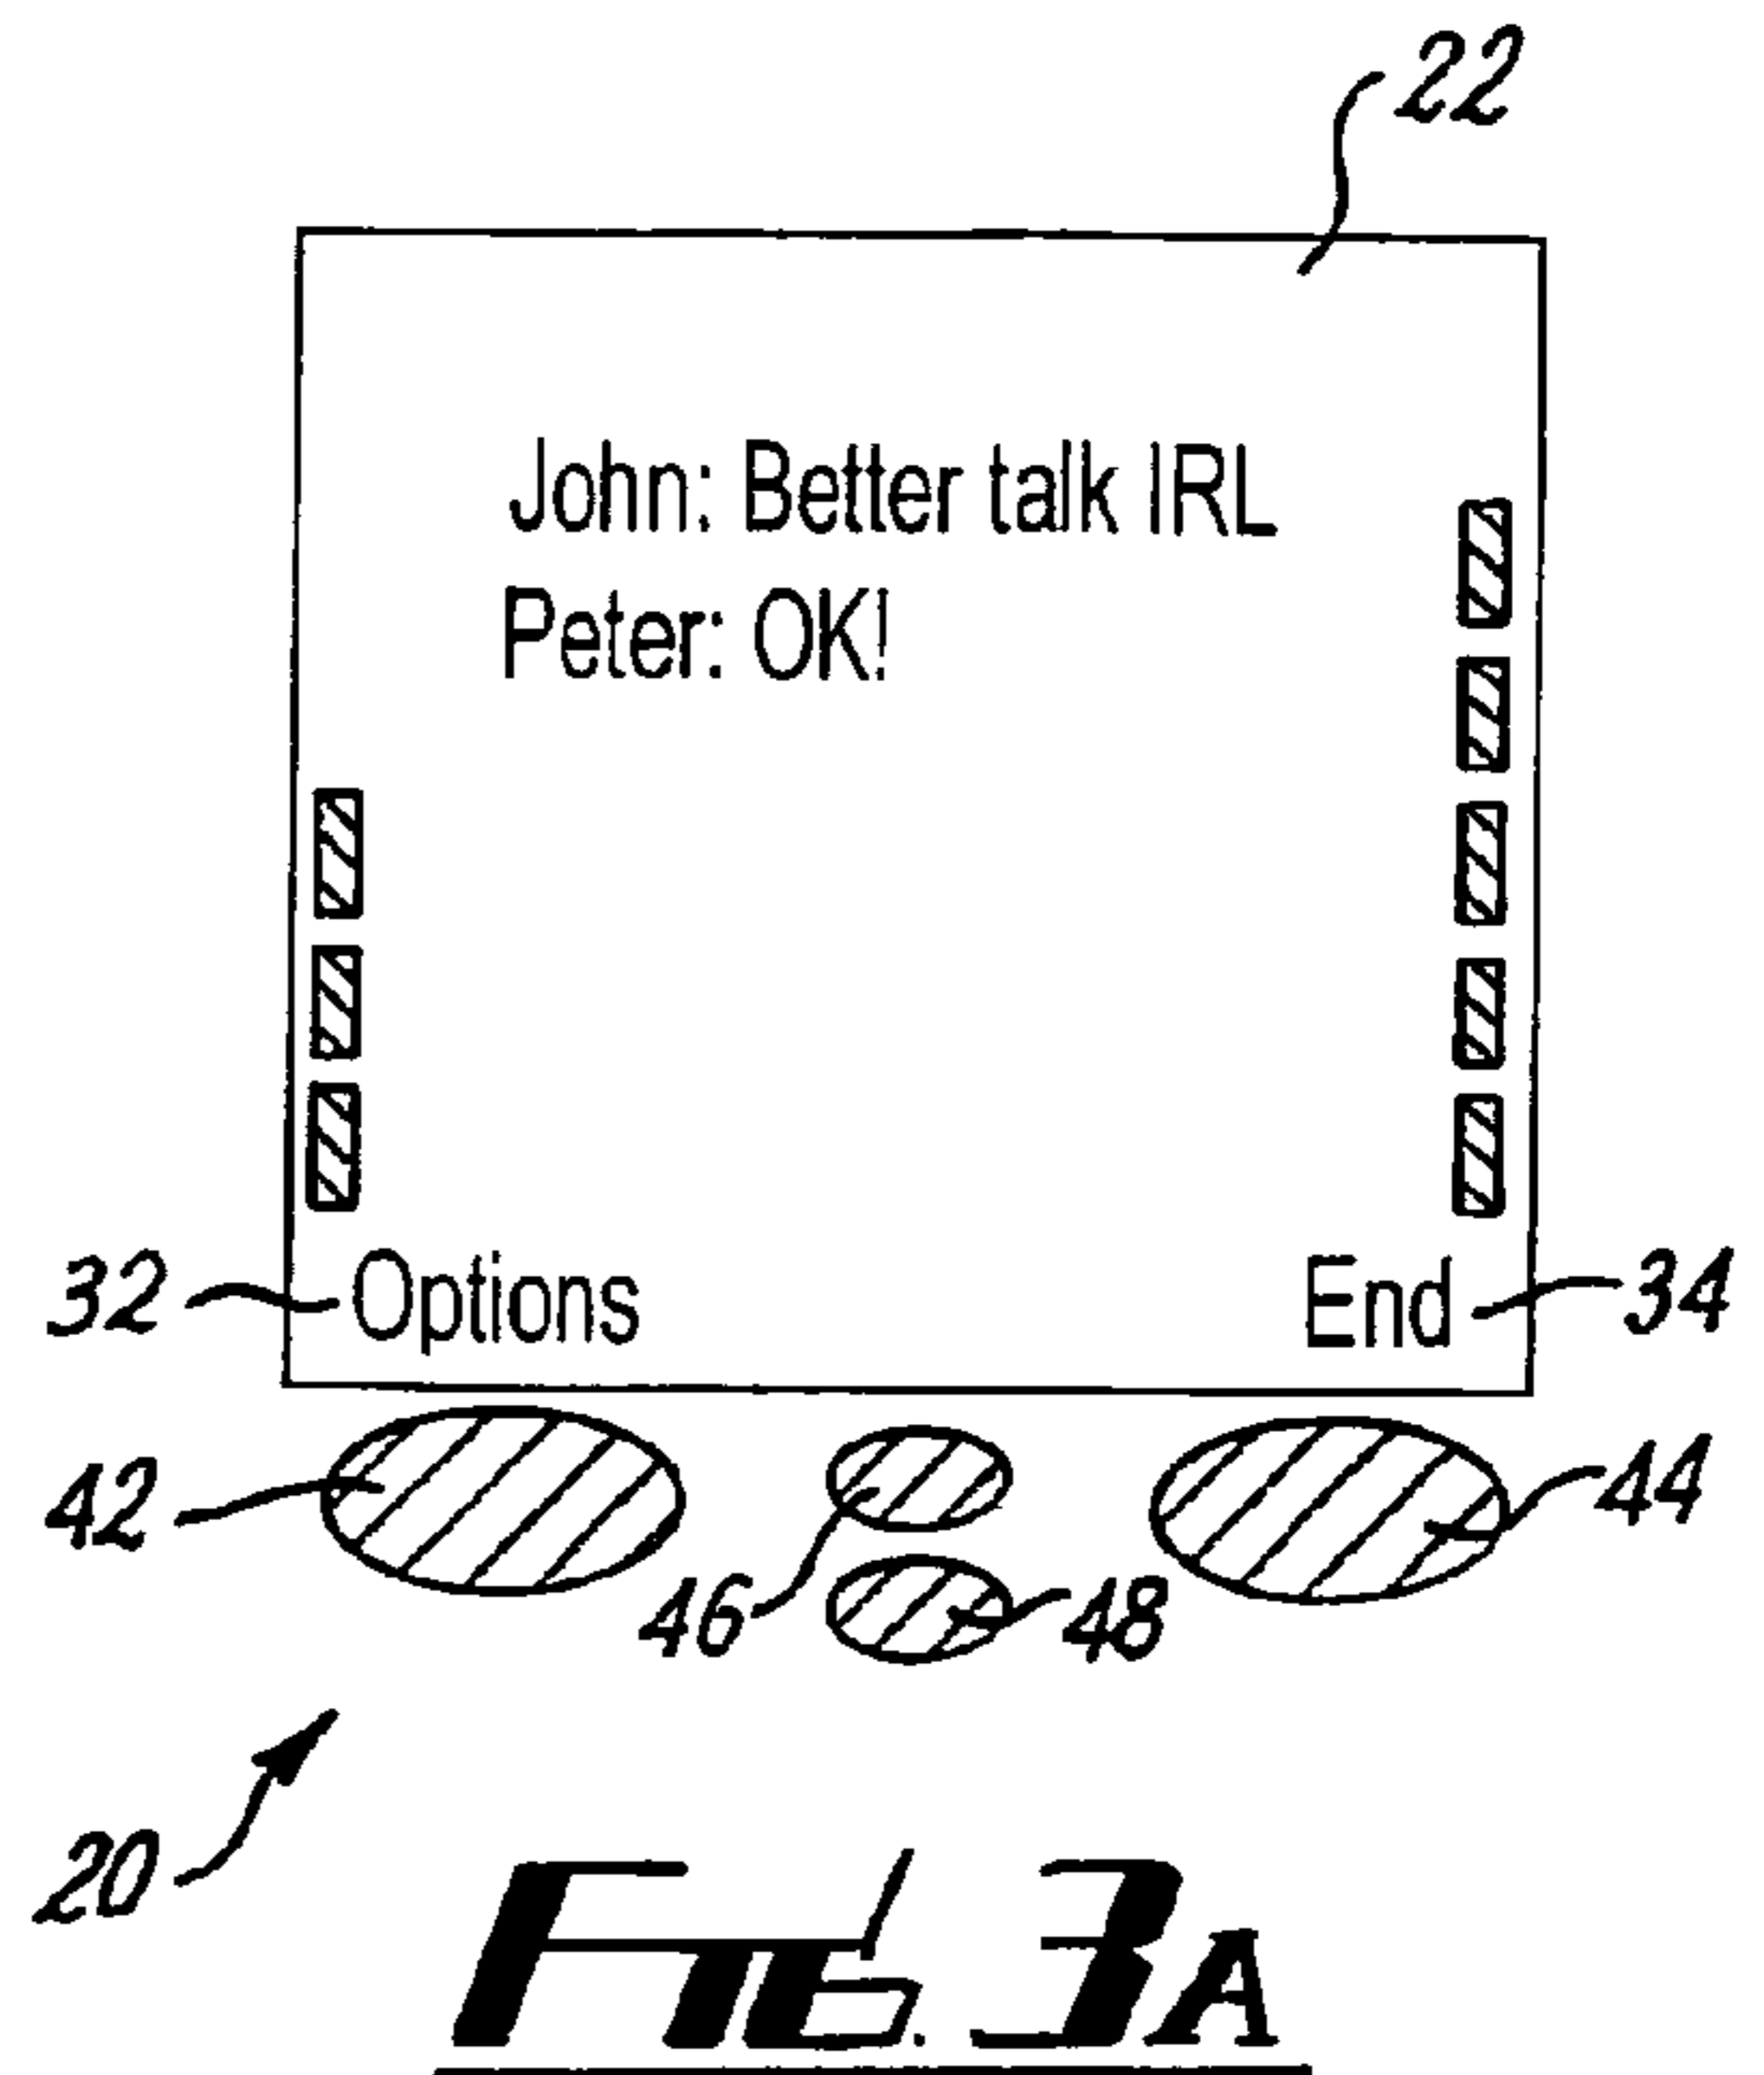 22
John: Better talk IRL
Peter: OK!
32 Options End 34
42 44
46 48
20
FIG. 3A